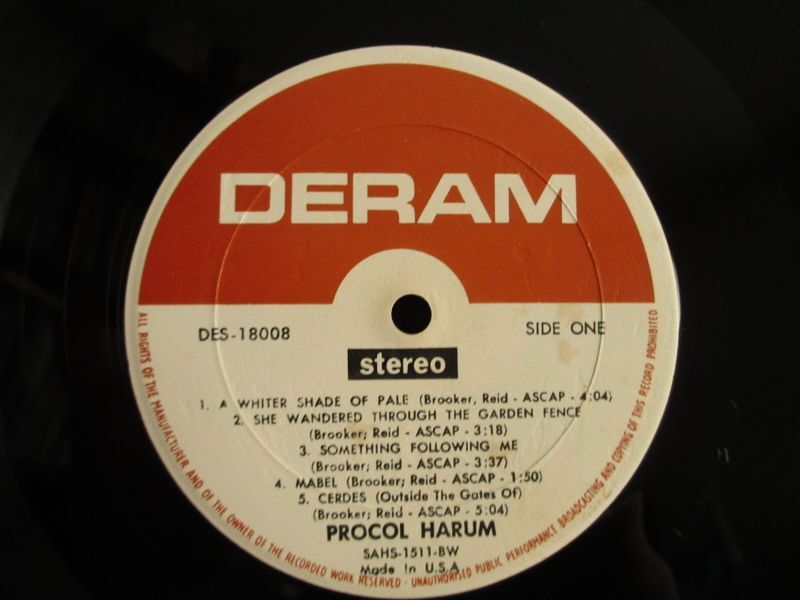 DERAM
DES-18008
SIDE ONE
stereo
1. A WHITER SHADE OF PALE (Brooker, Reid - ASCAP - 4:04)
2. SHE WANDERED THROUGH THE GARDEN FENCE
(Brooker; Reid - ASCAP - 3:18)
3. SOMETHING FOLLOWING ME
(Brooker, Reid - ASCAP - 3:37)
4. MABEL (Brooker; Reid - ASCAP - 1:50)
5. CERDES (Outside The Gates Of)
(Brooker; Reid - ASCAP - 5:04)
PROCOL HARUM
SAHS-1511-BW
Made In U.S.A.
ALL RIGHTS OF THE MANUFACTURER AND OF THE OWNER OF THE RECORDED WORK RESERVED - UNAUTHORISED PUBLIC PERFORMANCE BROADCASTING AND COPYING OF THIS RECORD PROHIBITED